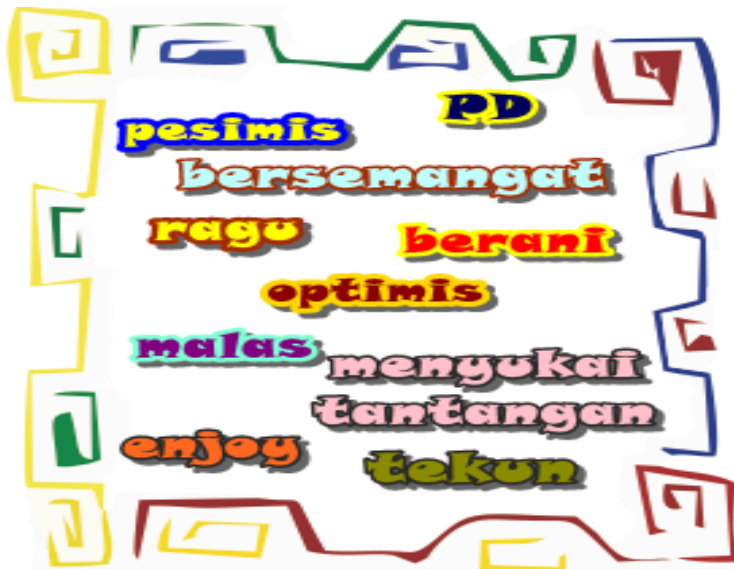 PD
pesimis
bersemangat
ragu
berani
optimis
malas
menyukai
tantangan
enjoy
tekun